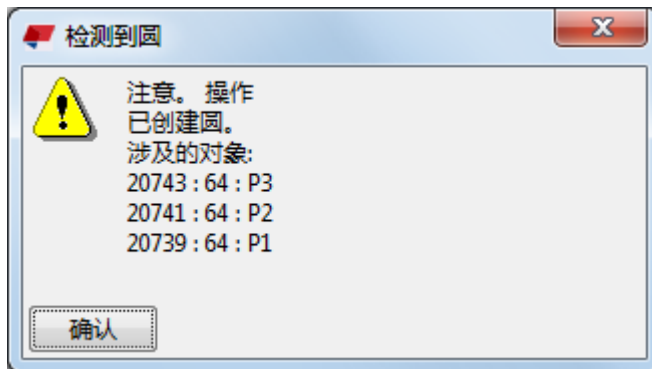 检测到圆
注意。 操作
已创建圆。
涉及的对象:
20743 : 64 : P3
20741 : 64 : P2
20739 : 64 : P1
确认